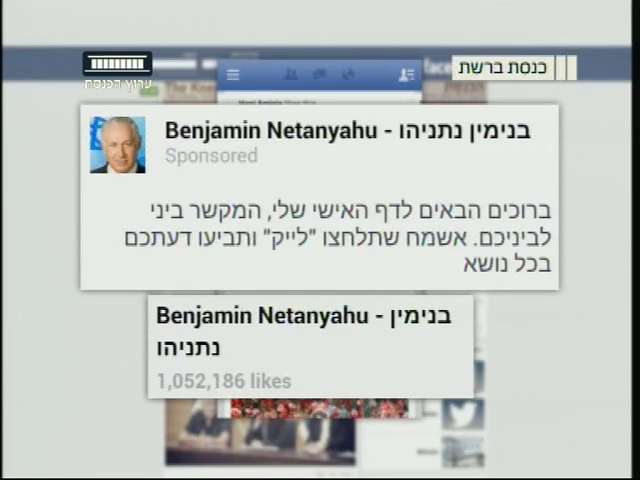 ערוץ הכנסת
כנסת ברשת
Benjamin Netanyahu - בנימין נתניהו
Sponsored
ברוכים הבאים לדף האישי שלי, המקשר ביני
לביניכם. אשמח שתלחצו "לייק" ותביעו דעתכם
בכל נושא
Benjamin Netanyahu - בנימין
נתניהו
1,052,186 likes